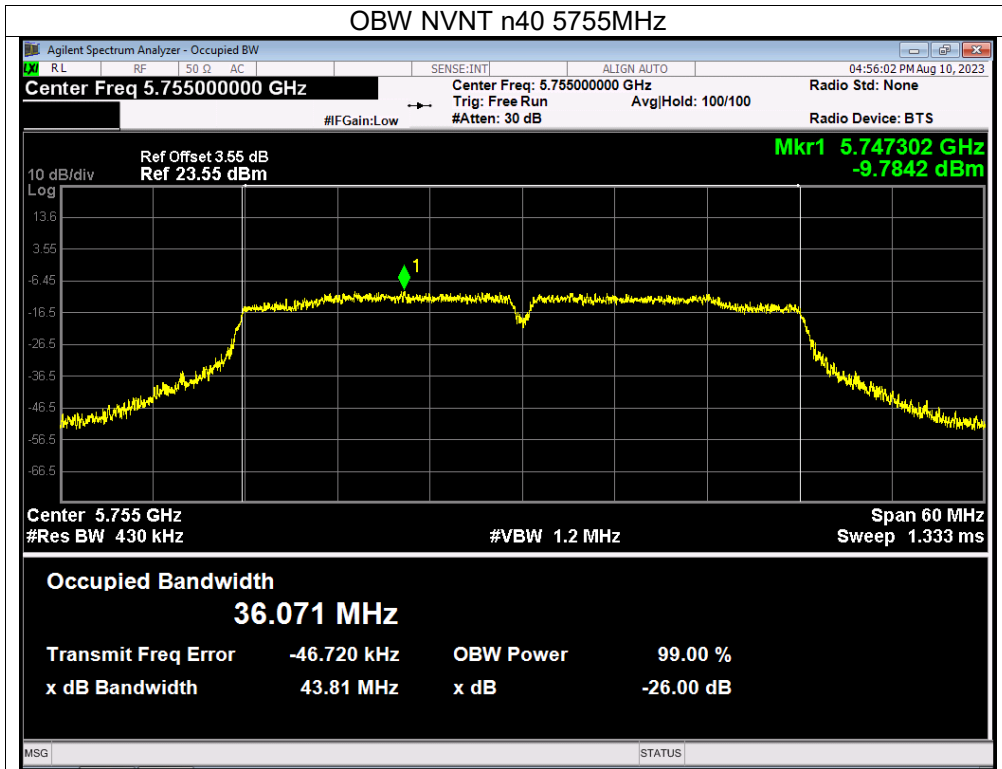 OBW NVNT n40 5755MHz
Agilent Spectrum Analyzer - Occupied BW
LXI RL RF 50 Ω AC SENSE:INT ALIGN AUTO 04:56:02 PM Aug 10, 2023
Center Freq 5.755000000 GHz Center Freq: 5.755000000 GHz Radio Std: None
Trig: Free Run Avg|Hold: 100/100
#IFGain:Low #Atten: 30 dB Radio Device: BTS
Mkr1 5.747302 GHz
-9.7842 dBm
Ref Offset 3.55 dB
10 dB/div Ref 23.55 dBm
Log
13.6
3.55
1
-6.45
-16.5
-26.5
-36.5
-46.5
-56.5
-66.5
Center 5.755 GHz Span 60 MHz
#Res BW 430 kHz #VBW 1.2 MHz Sweep 1.333 ms
Occupied Bandwidth
36.071 MHz
Transmit Freq Error -46.720 kHz OBW Power 99.00 %
x dB Bandwidth 43.81 MHz x dB -26.00 dB
MSG STATUS